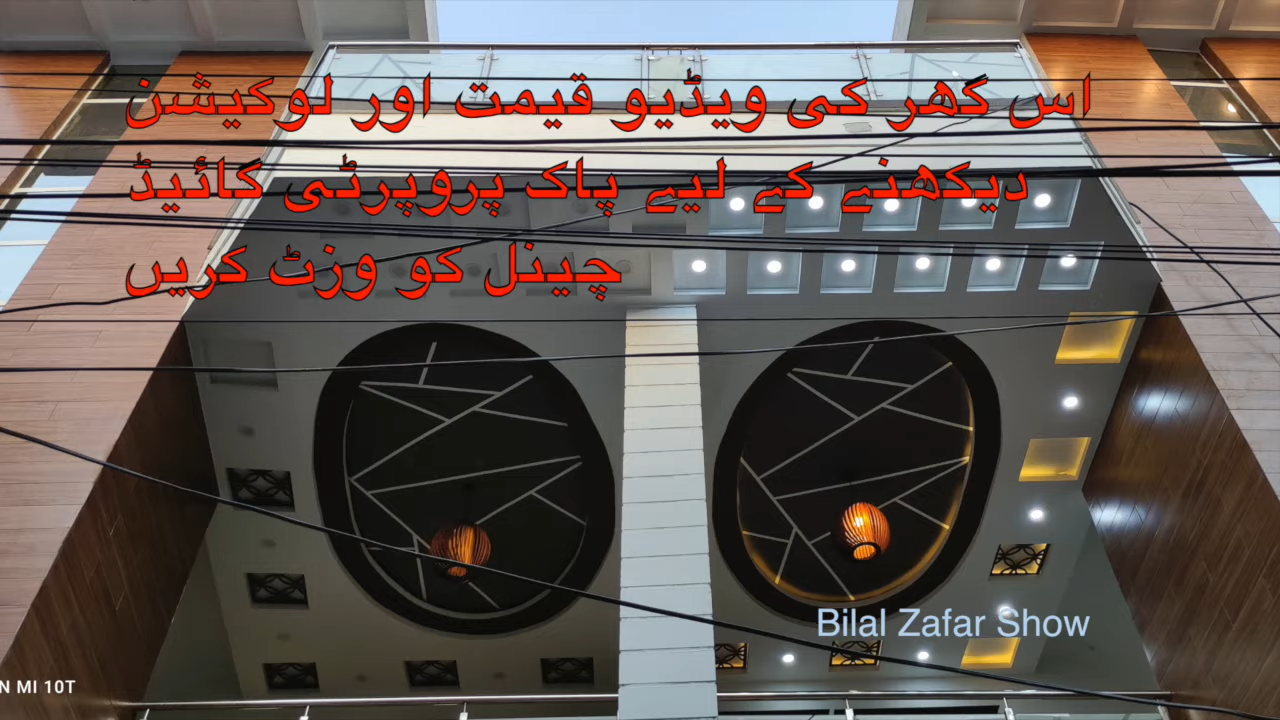 اس گھر کی ویڈیو قیمت اور لوکیشن
دیکھنے کے لیے پاک پروپرٹی گائیڈ
چینل کو وزٹ کریں
Bilal Zafar Show
N MI 10T